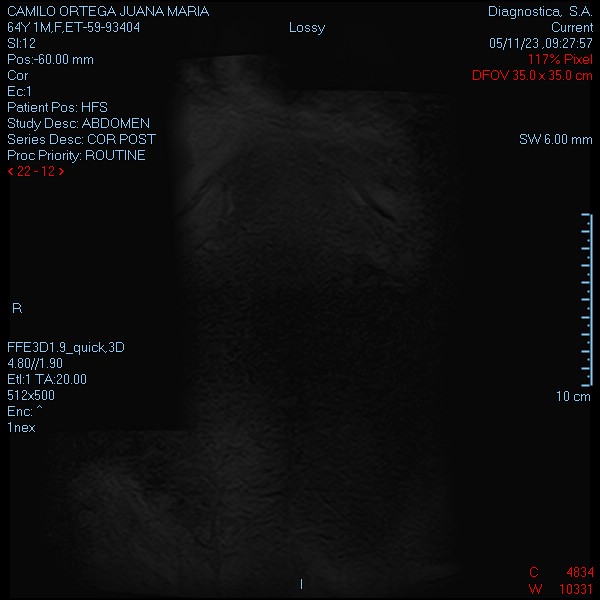 CAMILO ORTEGA JUANA MARIA
64Y 1M,F,ET-59-93404
Sl:12
Pos:-60.00 mm
Cor
Ec:1
Patient Pos: HFS
Study Desc: ABDOMEN
Series Desc: COR POST
Proc Priority: ROUTINE
< 22 - 12 >
Lossy
Diagnostica, S.A.
Current
05/11/23 ,09:27:57
117% Pixel
DFOV 35.0 x 35.0 cm
SW 6.00 mm
R
10 cm
FFE3D1.9_quick,3D
4.80//1.90
Etl:1 TA:20.00
512x500
Enc: ^
1nex
I
C 4834
W 10331